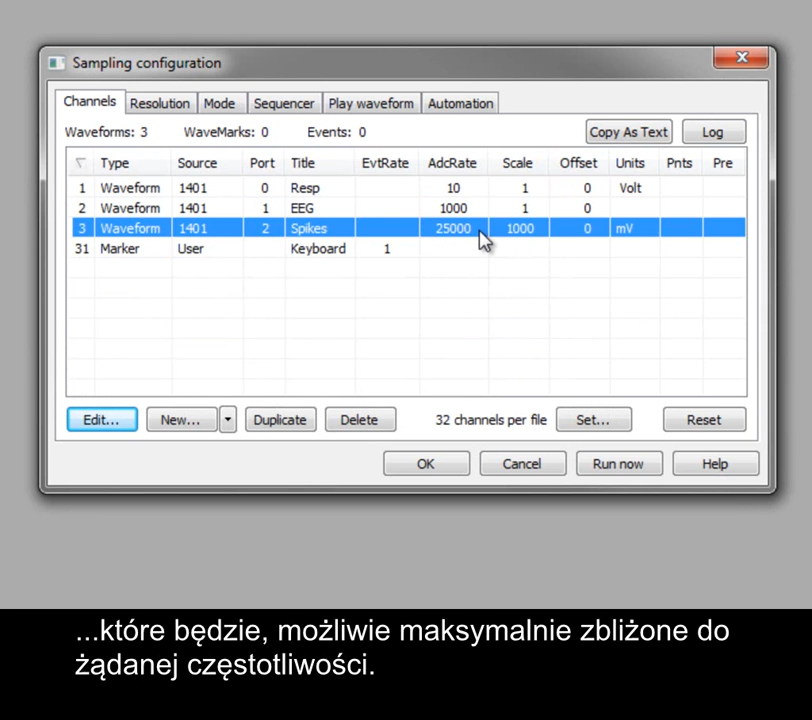 Sampling configuration
Channels Resolution Mode Sequencer Play waveform Automation
Waveforms: 3 WaveMarks: 0 Events: 0 Copy As Text Log
Type Source Port Title EvtRate AdcRate Scale Offset Units Pnts Pre
1 Waveform 1401 0 Resp 10 1 0 Volt
2 Waveform 1401 1 EEG 1000 1 0
3 Waveform 1401 2 Spikes 25000 1000 0 mV
31 Marker User Keyboard 1
Edit... New... Duplicate Delete 32 channels per file Set... Reset
OK Cancel Run now Help
...które będzie, możliwie maksymalnie zbliżone do
żądanej częstotliwości.